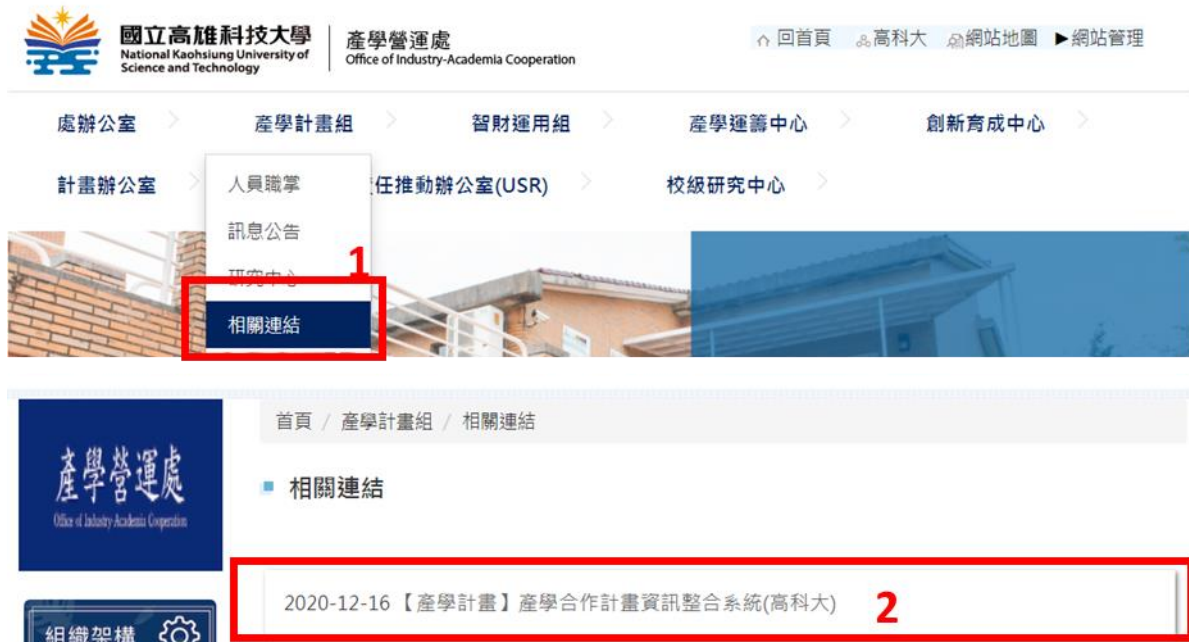 國立高雄科技大學
National Kaohsiung University of
Science and Technology
產學營運處
Office of Industry-Academia Cooperation
回首頁 高科大 網站地圖 ▶網站管理
處辦公室 產學計畫組 智財運用組 產學運籌中心 創新育成中心
計畫辦公室 任推動辦公室(USR) 校級研究中心
人員職掌
訊息公告
研究中心
1
相關連結
首頁 / 產學計畫組 / 相關連結
產學營運處
Office of Industry-Academia Cooperation
相關連結
2020-12-16【產學計畫】產學合作計畫資訊整合系統(高科大) 2
組織架構